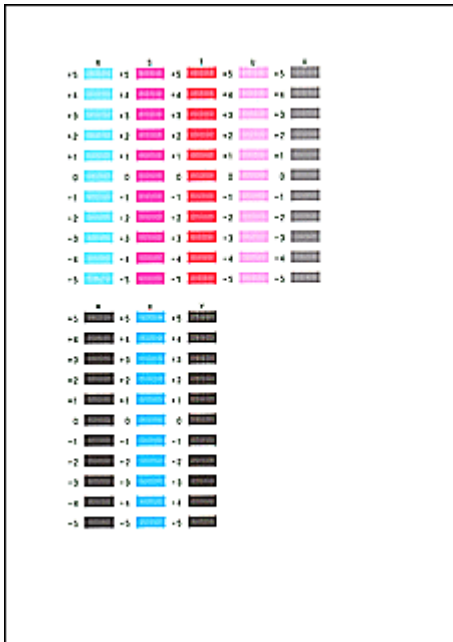 +5 +5 +5 +5 +5
+4 +4 +4 +4 +4
+3 +3 +3 +3 +3
+2 +2 +2 +2 +2
+1 +1 +1 +1 +1
0 0 0 0 0
-1 -1 -1 -1 -1
-2 -2 -2 -2 -2
-3 -3 -3 -3 -3
-4 -4 -4 -4 -4
-5 -5 -5 -5 -5
+5 +5 +5
+4 +4 +4
+3 +3 +3
+2 +2 +2
+1 +1 +1
0 0 0
-1 -1 -1
-2 -2 -2
-3 -3 -3
-4 -4 -4
-5 -5 -5